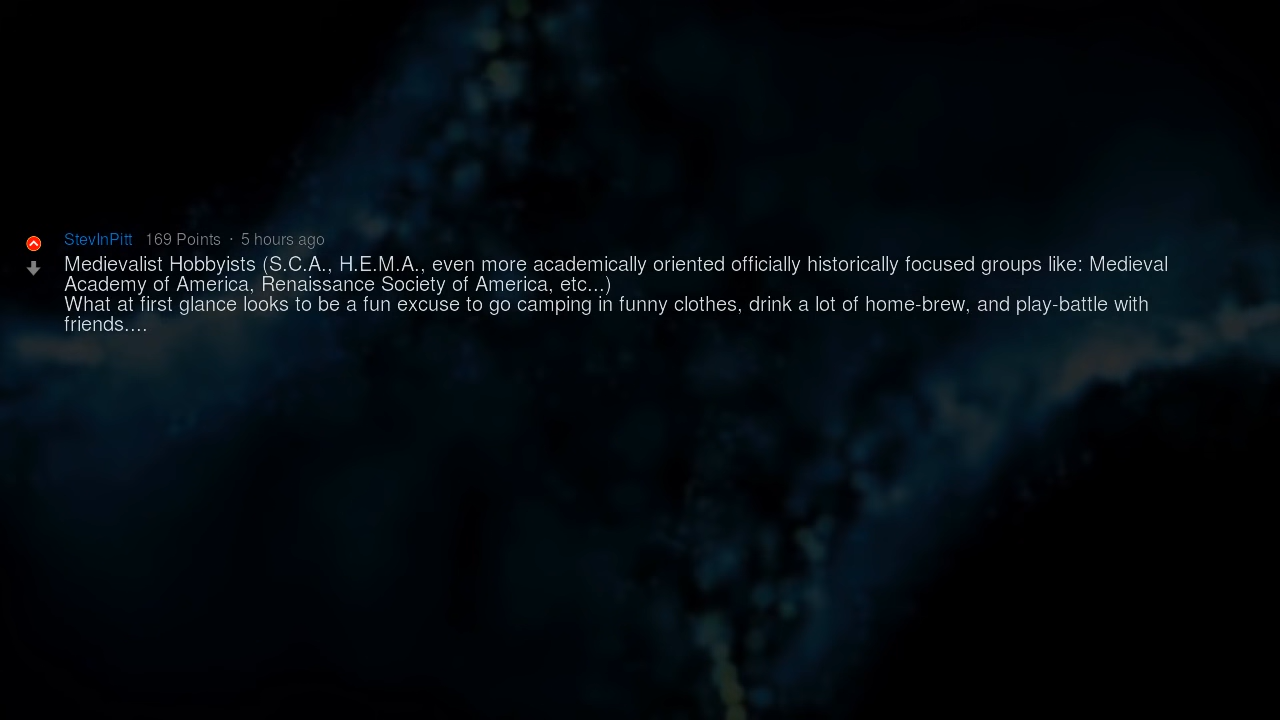 StevInPitt 169 Points · 5 hours ago
Medievalist Hobbyists (S.C.A., H.E.M.A., even more academically oriented officially historically focused groups like: Medieval
Academy of America, Renaissance Society of America, etc...)
What at first glance looks to be a fun excuse to go camping in funny clothes, drink a lot of home-brew, and play-battle with
friends....